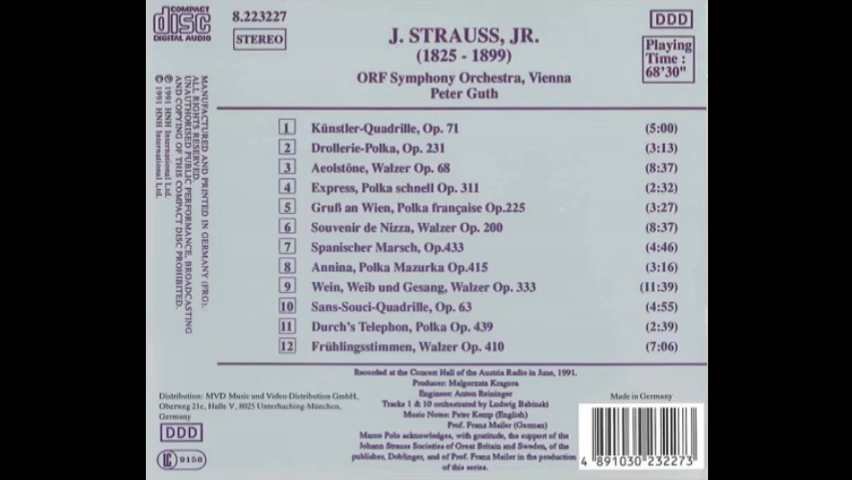 COMPACT
disc
DIGITAL AUDIO
8.223227
STEREO
J. STRAUSS, JR.
(1825 - 1899)
ORF Symphony Orchestra, Vienna
Peter Guth
DDD
Playing
Time :
68'30"
1 Künstler-Quadrille, Op. 71 (5:00)
2 Drollerie-Polka, Op. 231 (3:13)
3 Aeolstöne, Walzer Op. 68 (8:37)
4 Express, Polka schnell Op. 311 (2:32)
5 Gruß an Wien, Polka française Op.225 (3:27)
6 Souvenir de Nizza, Walzer Op. 200 (8:37)
7 Spanischer Marsch, Op.433 (4:46)
8 Annina, Polka Mazurka Op.415 (3:16)
9 Wein, Weib und Gesang, Walzer Op. 333 (11:39)
10 Sans-Souci-Quadrille, Op. 63 (4:55)
11 Durch's Telephon, Polka Op. 439 (2:39)
12 Frühlingsstimmen, Walzer Op. 410 (7:06)
MANUFACTURED AND PRINTED IN GERMANY (FRG).
ALL RIGHTS RESERVED.
UNAUTHORISED PUBLIC PERFORMANCE, BROADCASTING
AND COPYING OF THIS COMPACT DISC PROHIBITED.
℗ 1991 HNH International Ltd.
© 1991 HNH International Ltd.
Recorded at the Concert Hall of the Austria Radio in June, 1991.
Producer: Malgorzata Kragora
Engineer: Anton Reininger
Tracks 1 & 10 orchestrated by Ludwig Babinski
Music Notes: Peter Kemp (English)
Prof. Franz Mailer (German)
Marco Polo acknowledges, with gratitude, the support of the
Johann Strauss Societies of Great Britain and Sweden, of the
publisher, Doblinger, and of Prof. Franz Mailer in the production
of this series.
Distribution: MVD Music und Video Distribution GmbH,
Oberweg 21c, Halle V, 8025 Unterhaching-München,
Germany
DDD
LC 9158
Made in Germany
4 891030 232273